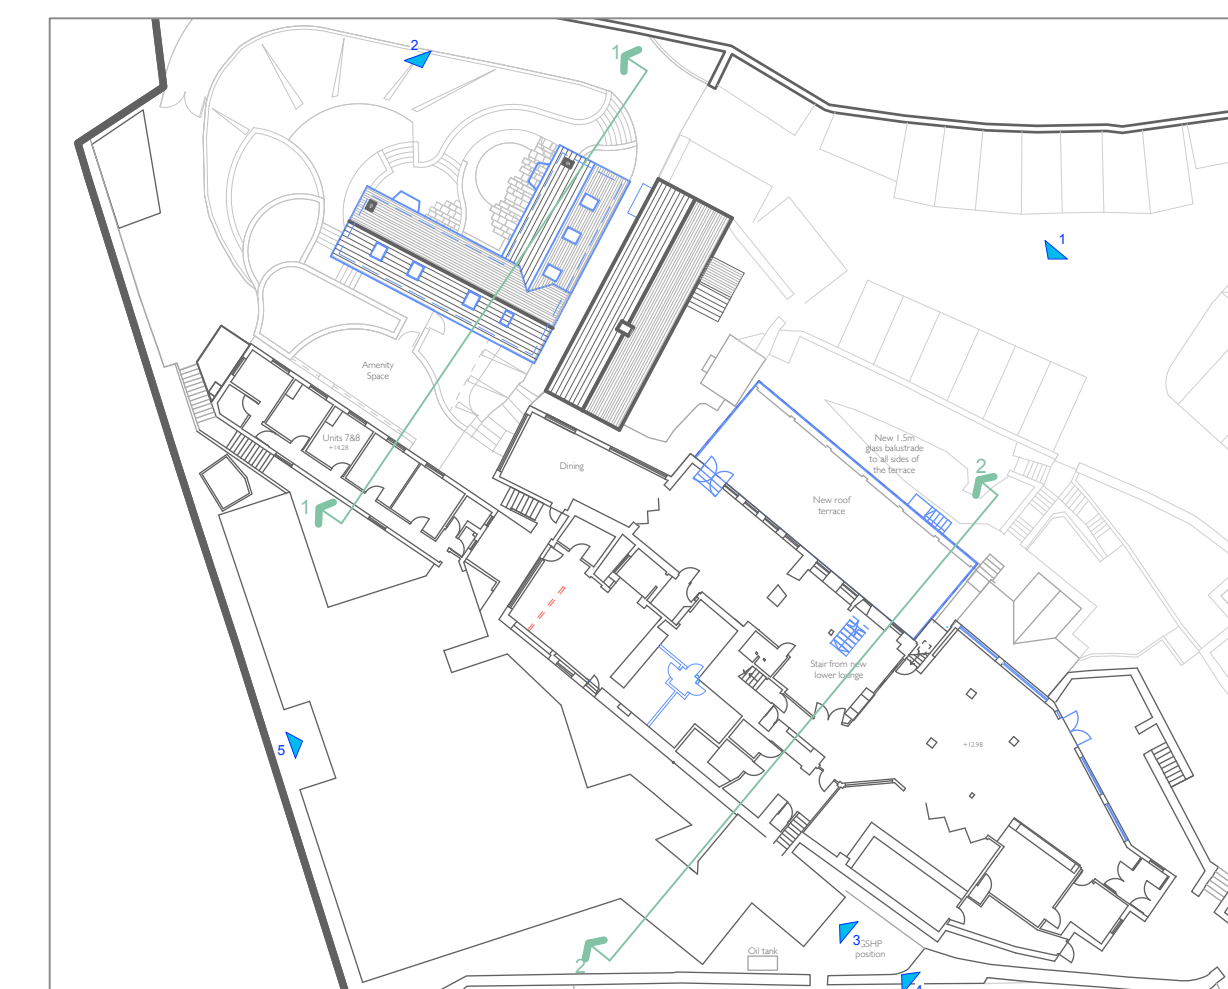 2
1
1
Amenity
Space
Units 7&8
+14.28
Dining
New 1.5m
glass balustrade
to all sides of
the terrace
New roof
terrace
2
1
Stair from new
lower lounge
5
+12.98
3
GSHP
position
Oil tank
2
4